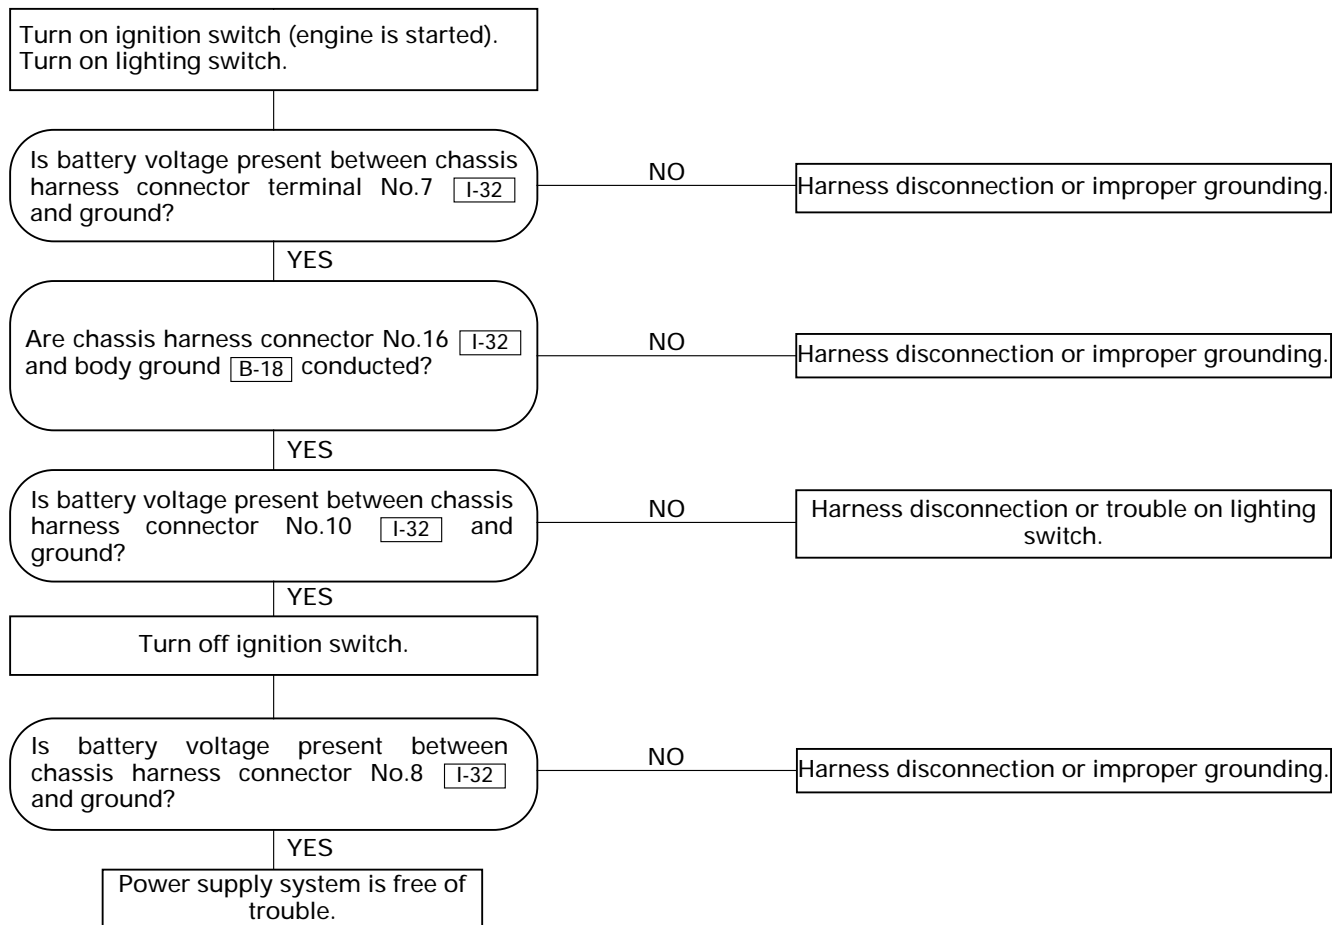 Turn on ignition switch (engine is started).
Turn on lighting switch.
Is battery voltage present between chassis
harness connector terminal No.7 I-32
and ground?
NO
Harness disconnection or improper grounding.
YES
Are chassis harness connector No.16 I-32
and body ground B-18 conducted?
NO
Harness disconnection or improper grounding.
YES
Is battery voltage present between chassis
harness connector No.10 I-32 and
ground?
NO
Harness disconnection or trouble on lighting
switch.
YES
Turn off ignition switch.
Is battery voltage present between
chassis harness connector No.8 I-32
and ground?
NO
Harness disconnection or improper grounding.
YES
Power supply system is free of
trouble.